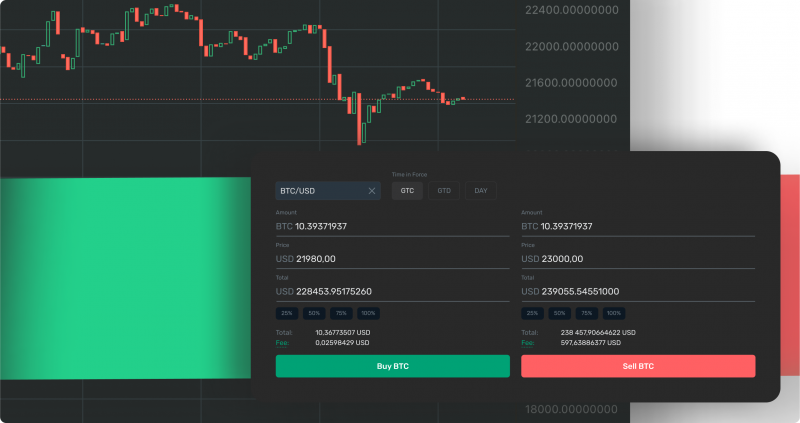 22400.00000000
22000.00000000
21600.00000000
21200.00000000
Time in Force
BTC/USD
GTC GTD DAY
Amount
BTC 10.39371937
Price
USD 21980,00
Total
USD 228453.95175260
25% 50% 75% 100%
Total: 10,36773507 USD
Fee: 0,02598429 USD
Buy BTC
Amount
BTC 10.39371937
Price
USD 23000,00
Total
USD 239055.54551000
25% 50% 75% 100%
Total: 238 457.90664622 USD
Fee: 597,63886377 USD
Sell BTC
18000.00000000